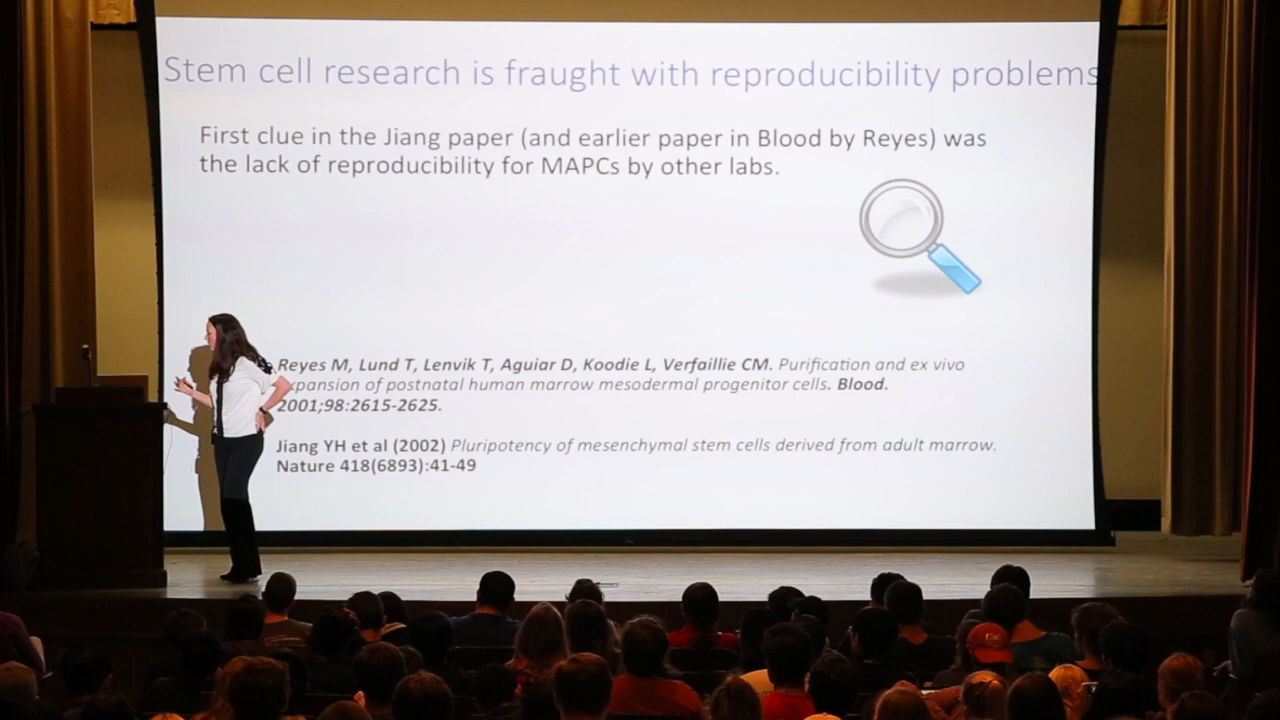 Stem cell research is fraught with reproducibility problems
First clue in the Jiang paper (and earlier paper in Blood by Reyes) was
the lack of reproducibility for MAPCs by other labs.
Reyes M, Lund T, Lenvik T, Aguiar D, Koodie L, Verfaillie CM. Purification and ex vivo
expansion of postnatal human marrow mesodermal progenitor cells. Blood.
2001;98:2615-2625.
Jiang YH et al (2002) Pluripotency of mesenchymal stem cells derived from adult marrow.
Nature 418(6893):41-49